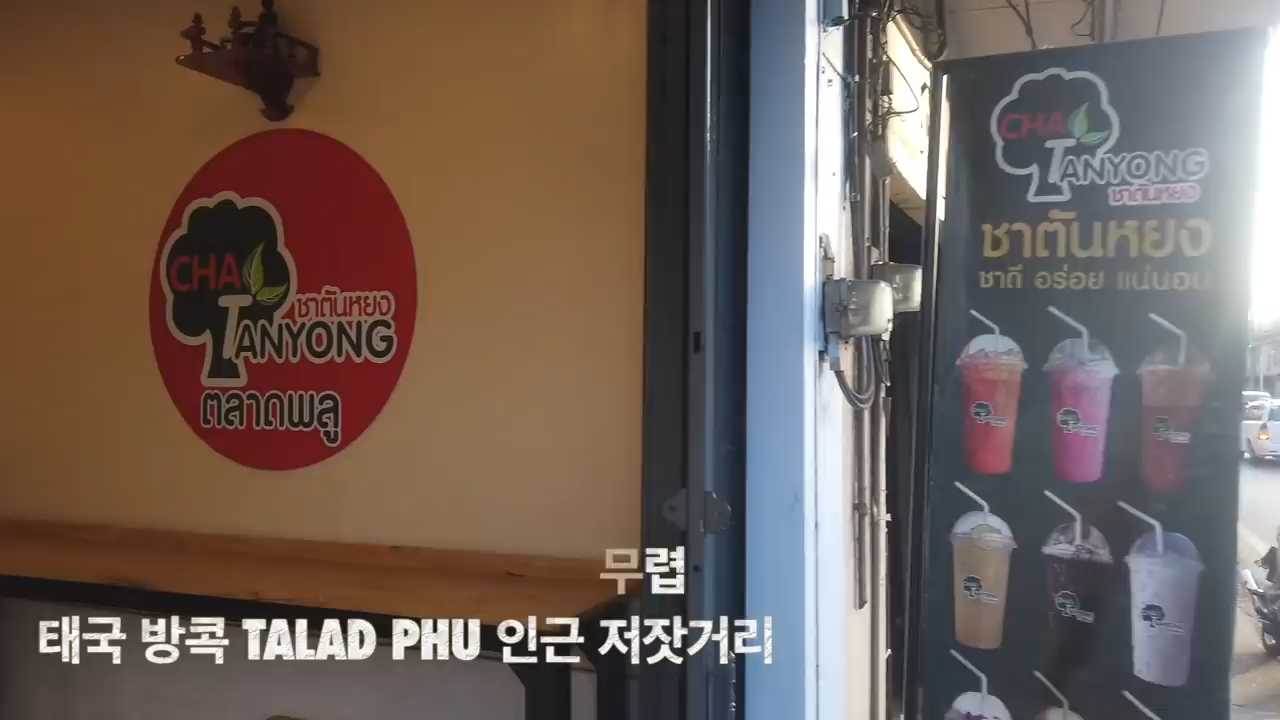 CHA
ชาตันหยง
TANYONG
ตลาดพลู
CHA
TANYONG
ชาตันหยง
ชาตันหยง
ชาดี อร่อย แน่นอน
무렵
태국 방콕 TALAD PHU 인근 저잣거리